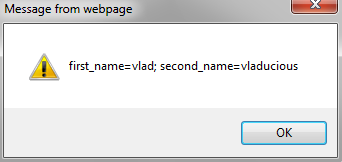 Message from webpage
first_name=vlad; second_name=vladucious
OK